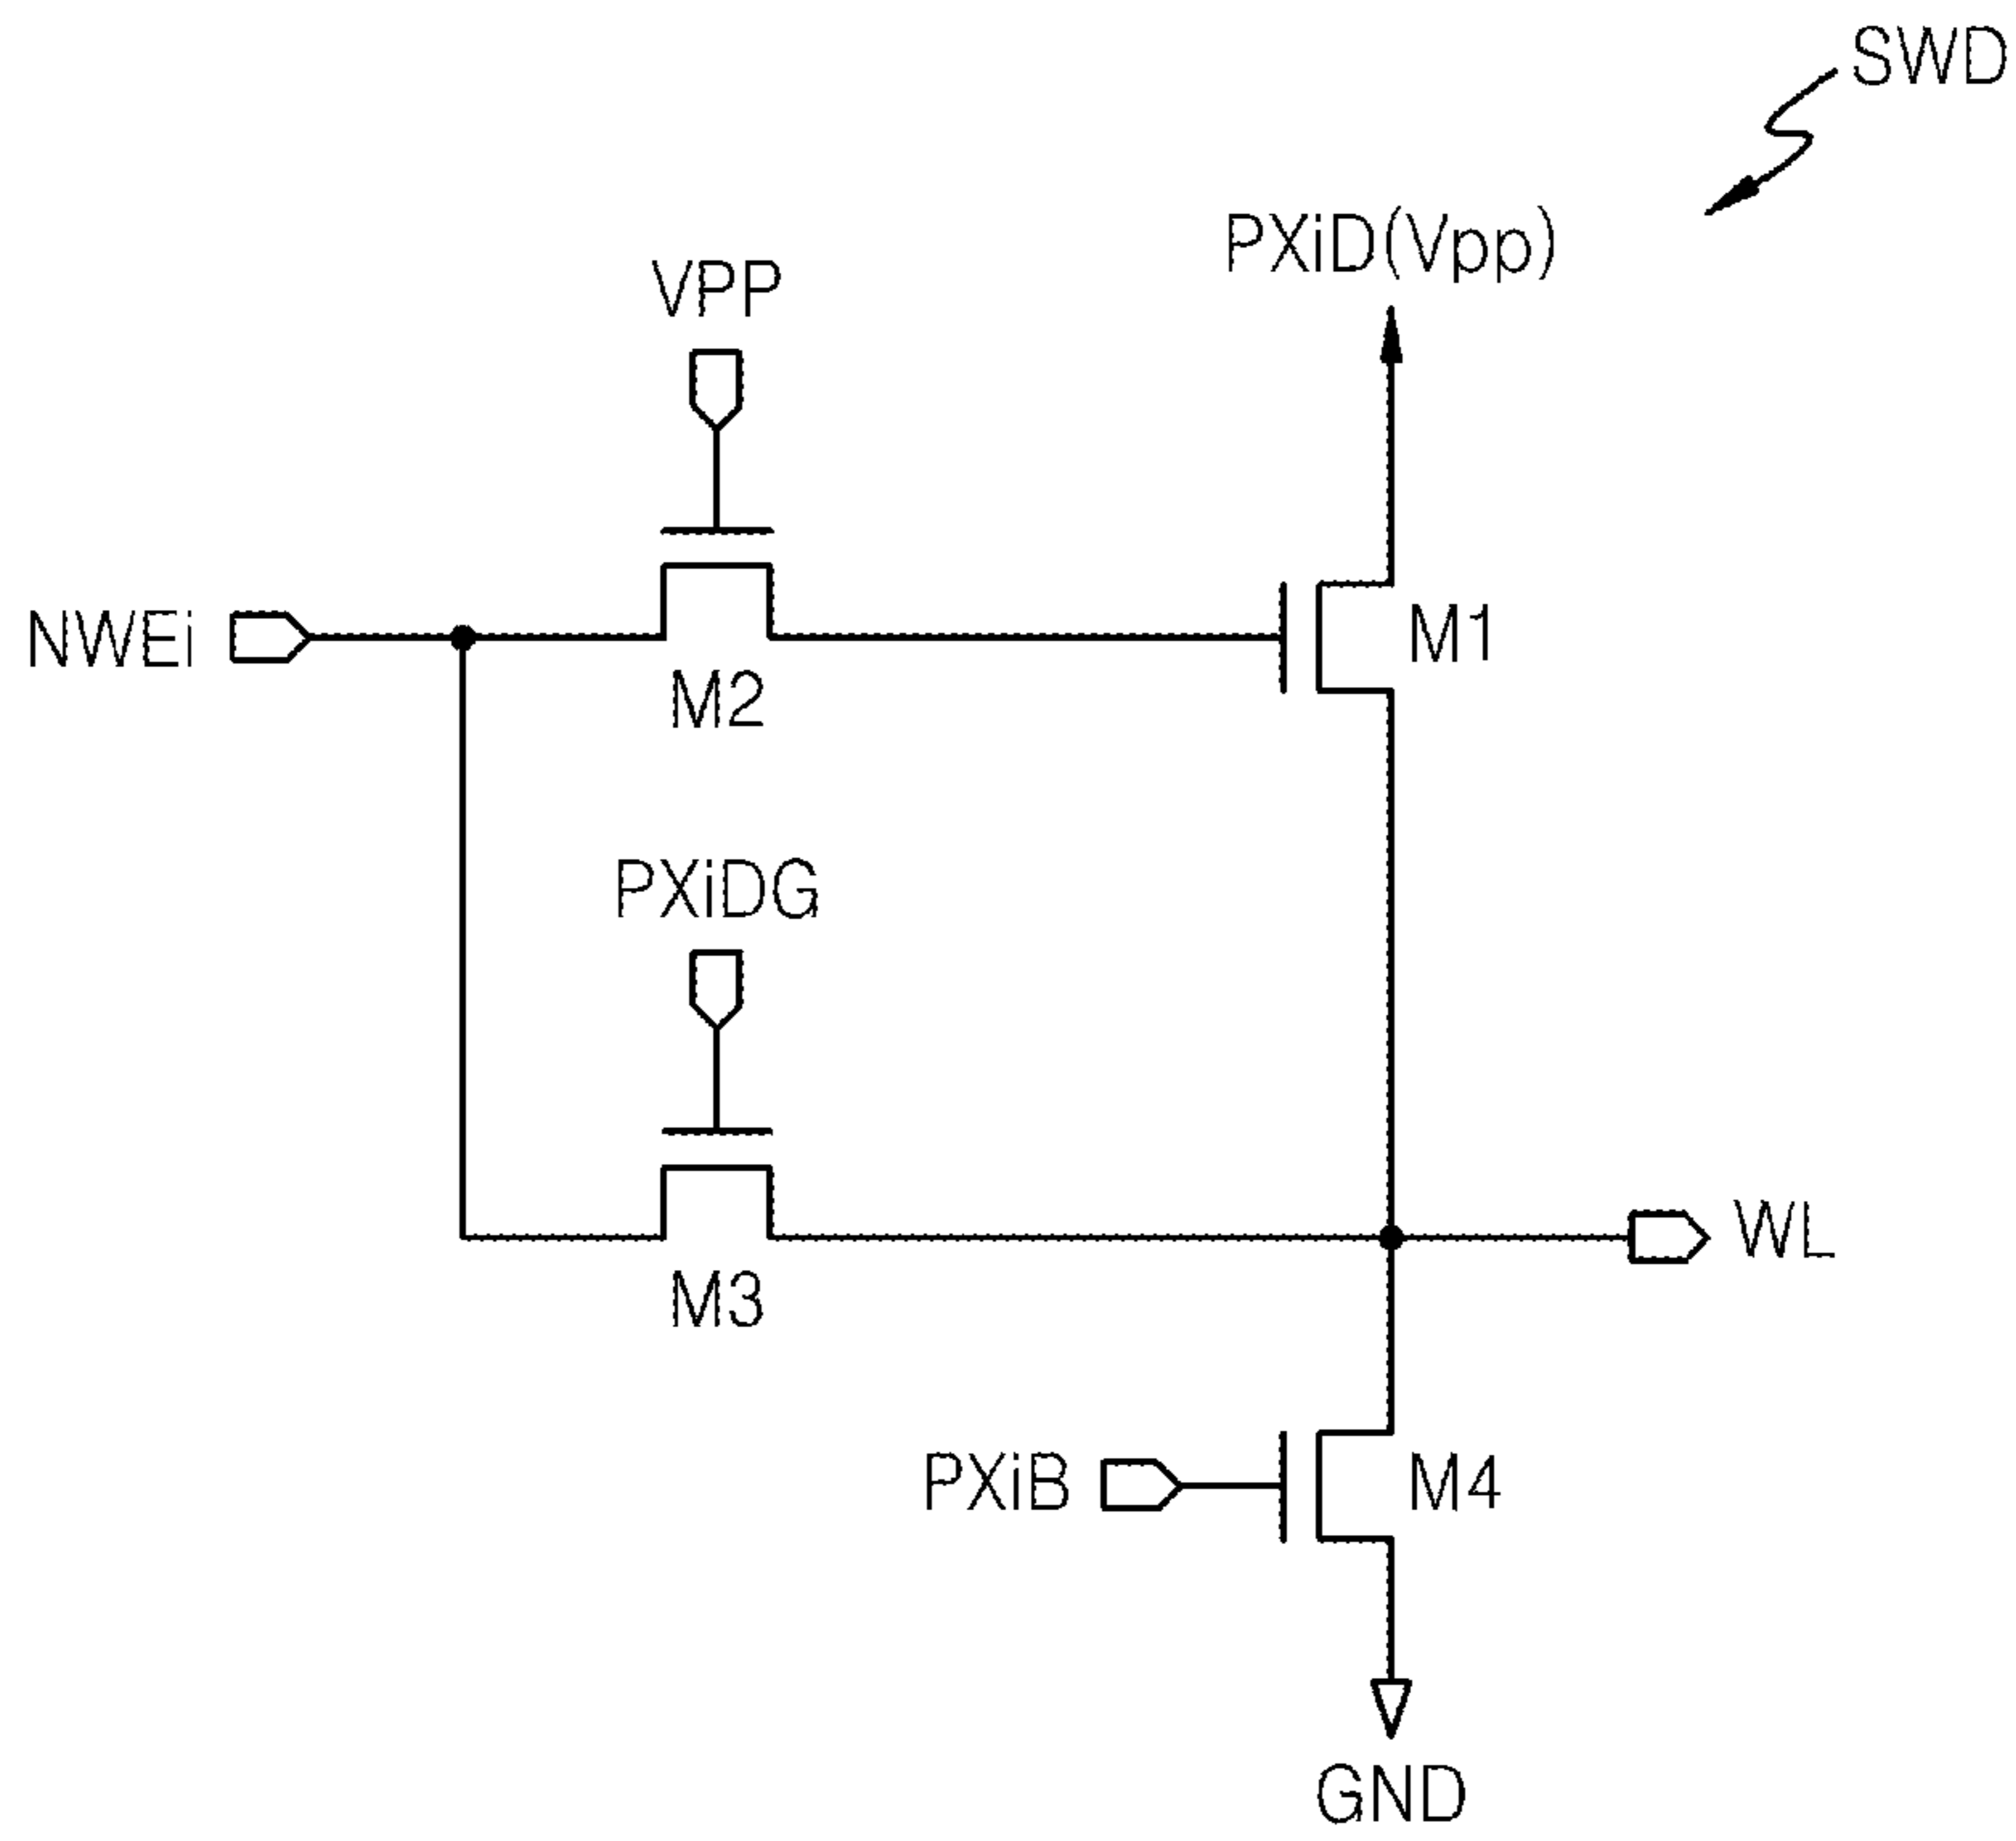 SWD
PXiD(Vpp)
VPP
NWEi
M1
M2
PXiDG
WL
M3
PXiB
M4
GND